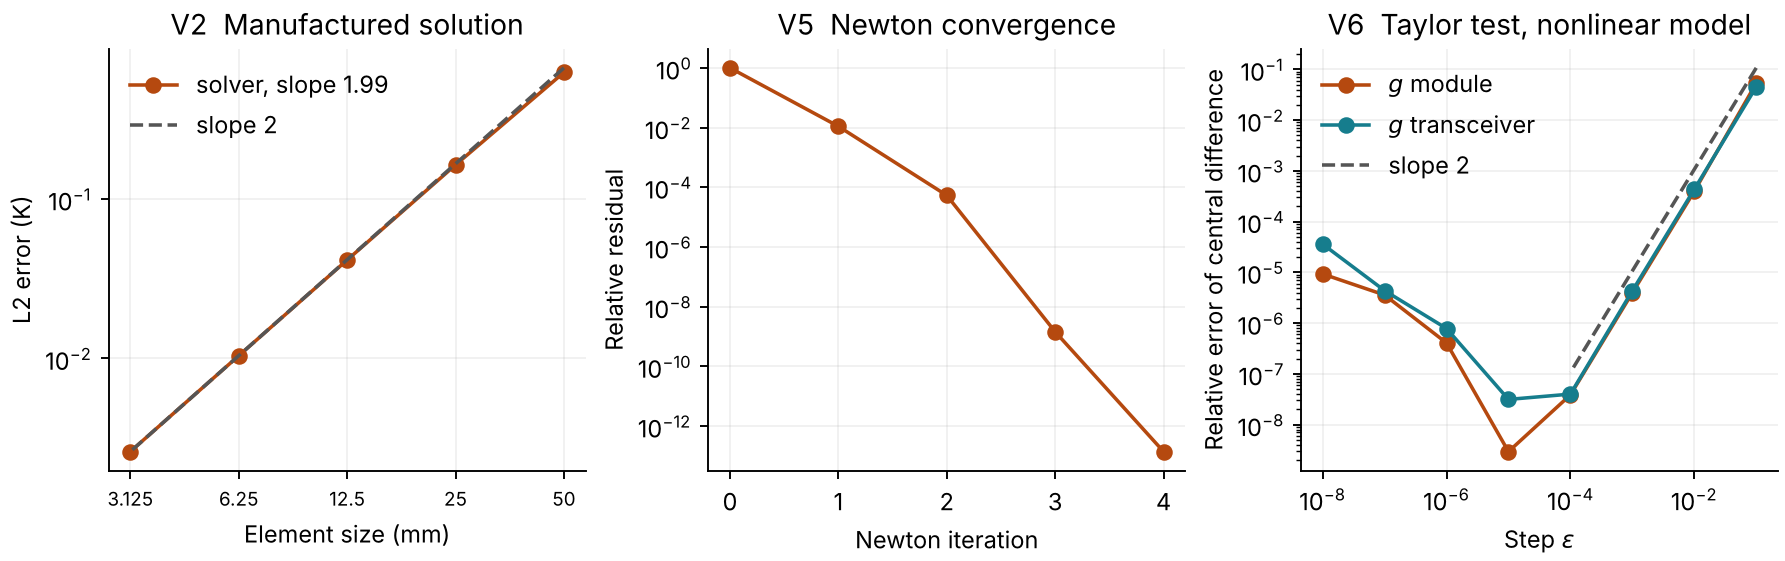 V2 Manufactured solution
solver, slope 1.99
slope 2
L2 error (K)
10⁻¹
10⁻²
3.125 6.25 12.5 25 50
Element size (mm)
V5 Newton convergence
Relative residual
10⁰
10⁻²
10⁻⁴
10⁻⁶
10⁻⁸
10⁻¹⁰
10⁻¹²
0 1 2 3 4
Newton iteration
V6 Taylor test, nonlinear model
g module
g transceiver
slope 2
Relative error of central difference
10⁻¹
10⁻²
10⁻³
10⁻⁴
10⁻⁵
10⁻⁶
10⁻⁷
10⁻⁸
10⁻⁸ 10⁻⁶ 10⁻⁴ 10⁻²
Step ε